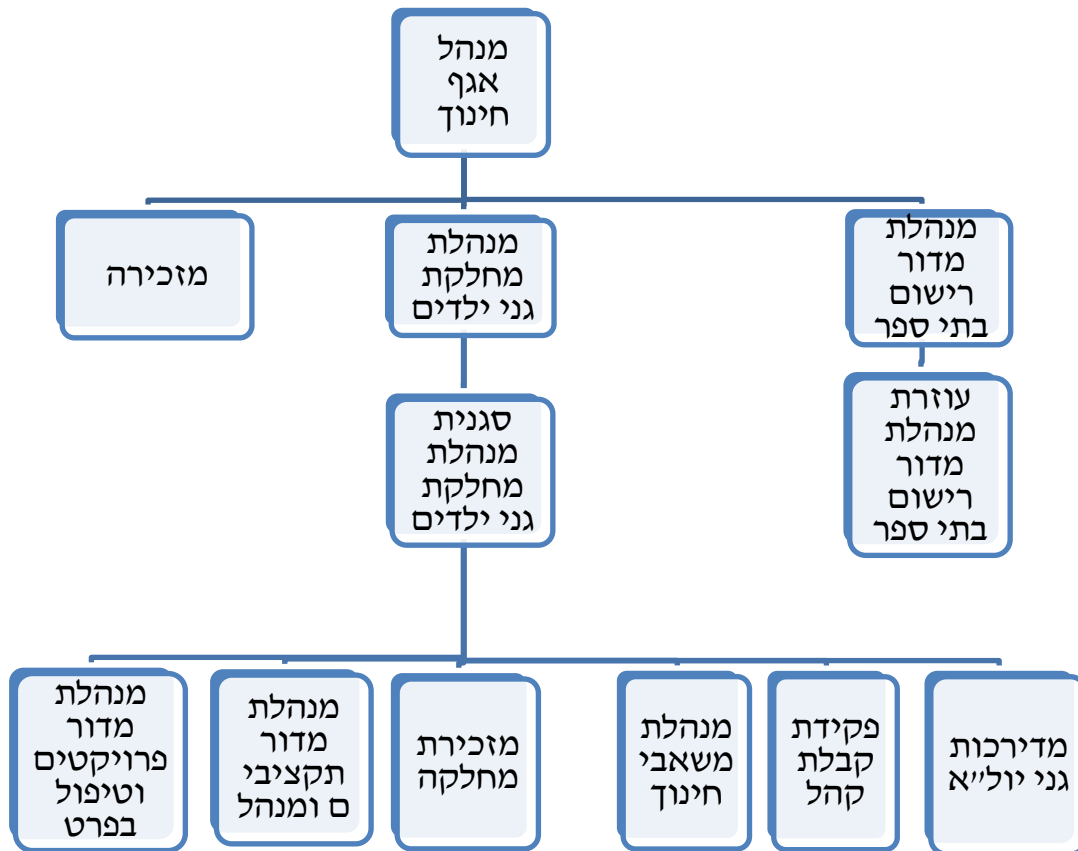 מנהל
אגף
חינוך
מנהלת
מדור
רישום
בתי ספר
מנהלת
מחלקת
גני ילדים
מזכירה
עוזרת
מנהלת
מדור
רישום
בתי ספר
סגנית
מנהלת
מחלקת
גני ילדים
מדירכות
גני יול״א
פקידת
קבלת
קהל
מנהלת
משאבי
חינוך
מזכירת
מחלקה
מנהלת
מדור
תקציבי
ם ומנהל
מנהלת
מדור
פרויקטים
וטיפול
בפרט